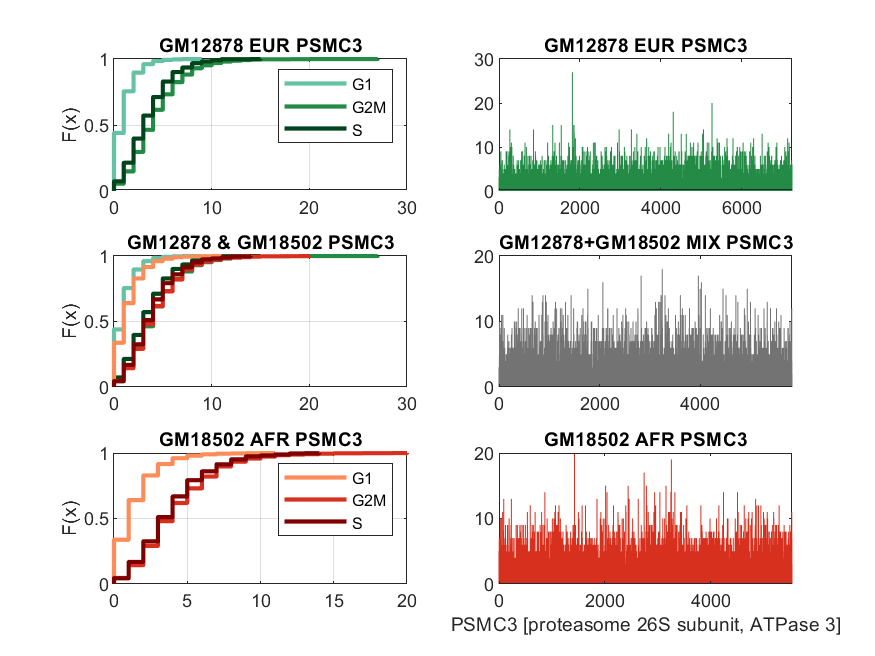 GM12878 EUR PSMC3
F(x)
1
0.5
0
0 10 20 30
G1
G2M
S
GM12878 EUR PSMC3
30
20
10
0
0 2000 4000 6000
GM12878 & GM18502 PSMC3
F(x)
1
0.5
0
0 10 20 30
GM12878+GM18502 MIX PSMC3
20
10
0
0 2000 4000
GM18502 AFR PSMC3
F(x)
1
0.5
0
0 5 10 15 20
G1
G2M
S
GM18502 AFR PSMC3
20
10
0
0 2000 4000
PSMC3 [proteasome 26S subunit, ATPase 3]